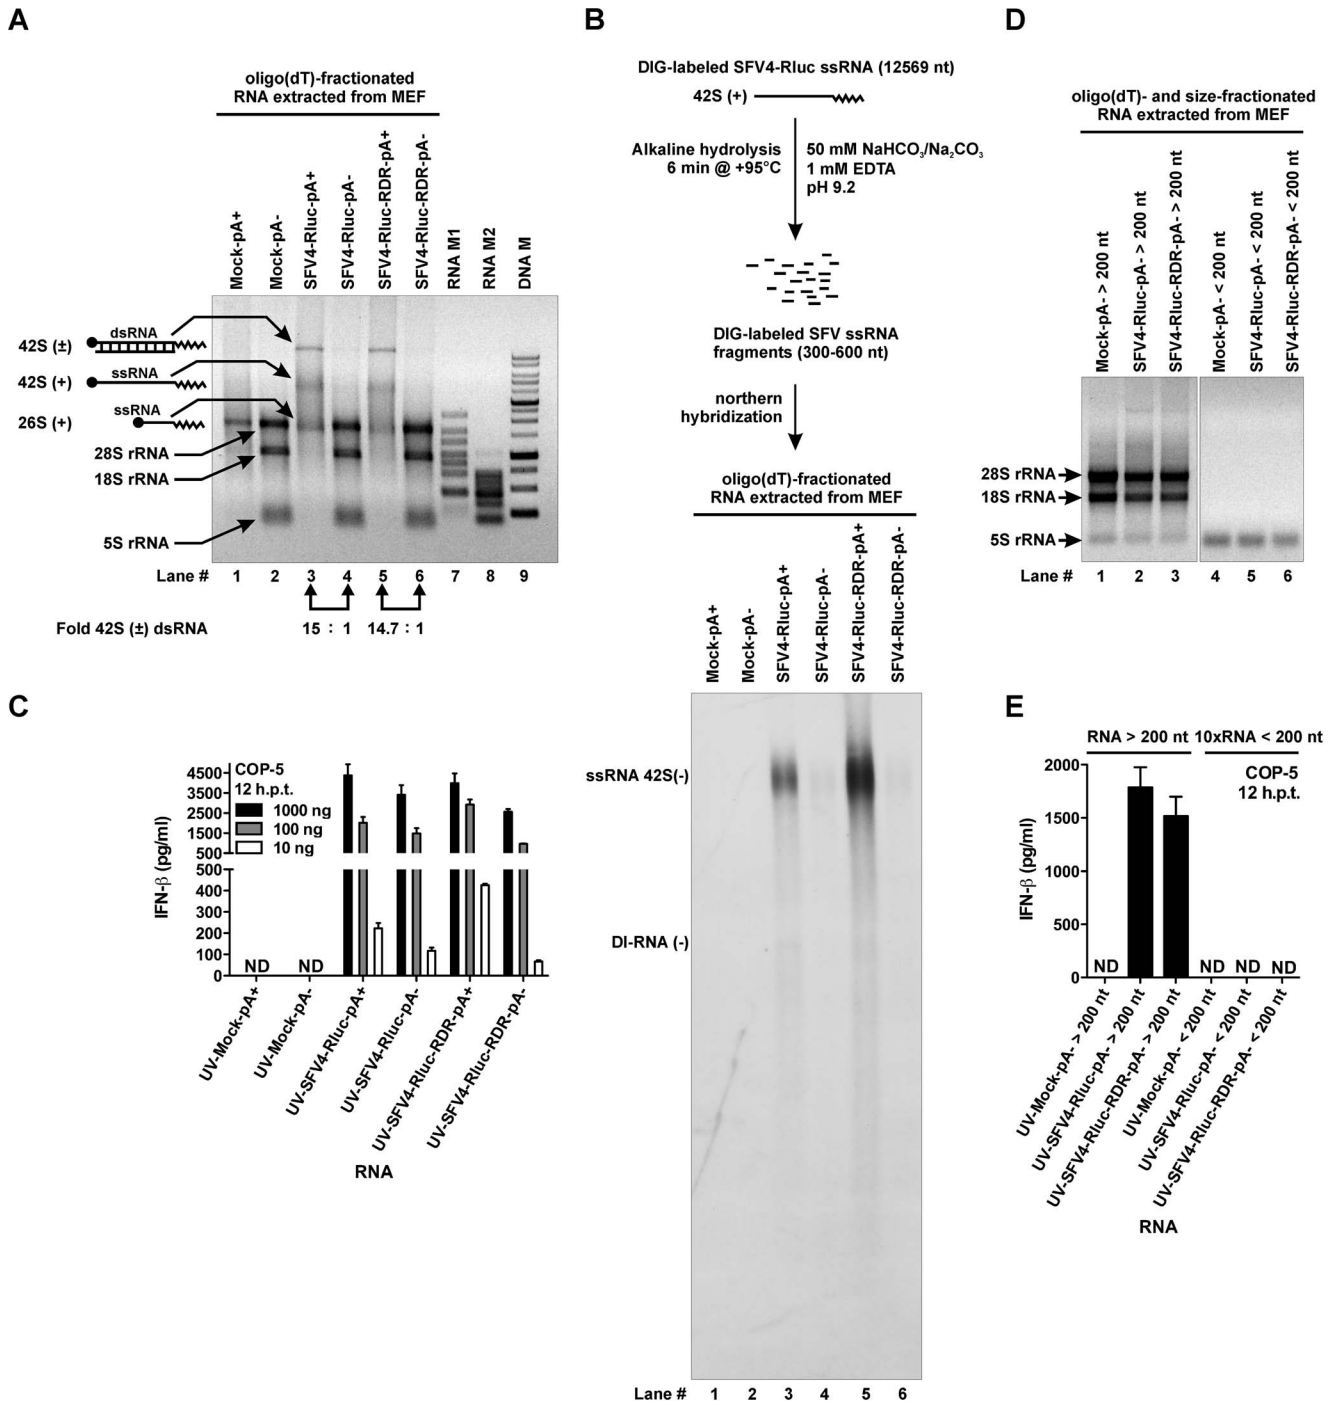 A
oligo(dT)-fractionated
RNA extracted from MEF
Mock-pA+
Mock-pA-
SFV4-Rluc-pA+
SFV4-Rluc-pA-
SFV4-Rluc-RDR-pA+
SFV4-Rluc-RDR-pA-
RNA M1
RNA M2
DNA M
42S (±)
dsRNA
42S (+)
ssRNA
26S (+)
ssRNA
28S rRNA
18S rRNA
5S rRNA
Lane # 1 2 3 4 5 6 7 8 9
Fold 42S (±) dsRNA 15 : 1 14.7 : 1
B
DIG-labeled SFV4-Rluc ssRNA (12569 nt)
42S (+)
Alkaline hydrolysis
6 min @ +95°C
50 mM NaHCO₃/Na₂CO₃
1 mM EDTA
pH 9.2
DIG-labeled SFV ssRNA
fragments (300-600 nt)
northern
hybridization
oligo(dT)-fractionated
RNA extracted from MEF
Mock-pA+
Mock-pA-
SFV4-Rluc-pA+
SFV4-Rluc-pA-
SFV4-Rluc-RDR-pA+
SFV4-Rluc-RDR-pA-
ssRNA 42S(-)
DI-RNA (-)
Lane # 1 2 3 4 5 6
C
COP-5
12 h.p.t.
1000 ng
100 ng
10 ng
4500
3500
2500
1500
500
500
400
300
200
100
0
IFN-β (pg/ml)
ND ND
UV-Mock-pA+
UV-Mock-pA-
UV-SFV4-Rluc-pA+
UV-SFV4-Rluc-pA-
UV-SFV4-Rluc-RDR-pA+
UV-SFV4-Rluc-RDR-pA-
RNA
D
oligo(dT)- and size-fractionated
RNA extracted from MEF
Mock-pA- > 200 nt
SFV4-Rluc-pA- > 200 nt
SFV4-Rluc-RDR-pA- > 200 nt
Mock-pA- < 200 nt
SFV4-Rluc-pA- < 200 nt
SFV4-Rluc-RDR-pA- < 200 nt
28S rRNA
18S rRNA
5S rRNA
Lane # 1 2 3 4 5 6
E
RNA > 200 nt 10xRNA < 200 nt
COP-5
12 h.p.t.
2000
1500
1000
500
0
IFN-β (pg/ml)
ND ND ND ND
UV-Mock-pA- > 200 nt
UV-SFV4-Rluc-pA- > 200 nt
UV-SFV4-Rluc-RDR-pA- > 200 nt
UV-Mock-pA- < 200 nt
UV-SFV4-Rluc-pA- < 200 nt
UV-SFV4-Rluc-RDR-pA- < 200 nt
RNA